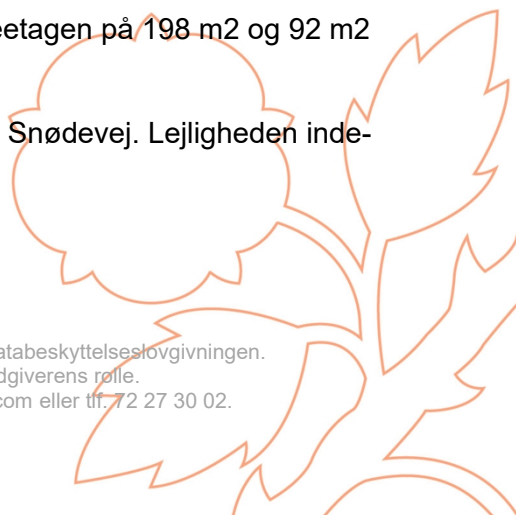 eetagen på 198 m2 og 92 m2
Snødevej. Lejligheden inde-
atabeskyttelseslovgivningen.
dgiverens rolle.
com eller tlf. 72 27 30 02.